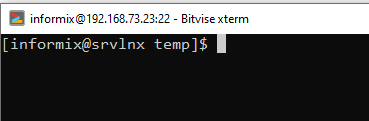 informix@192.168.73.23:22 - Bitvise xterm
[informix@srvlnx temp]$